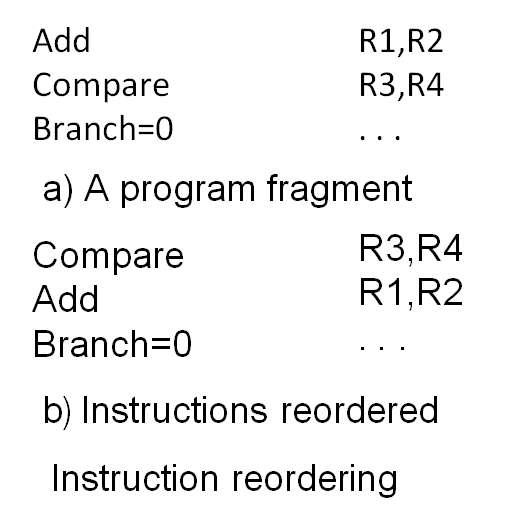 Add R1,R2
Compare R3,R4
Branch=0 . . .
a) A program fragment
Compare R3,R4
Add R1,R2
Branch=0 . . .
b) Instructions reordered
Instruction reordering